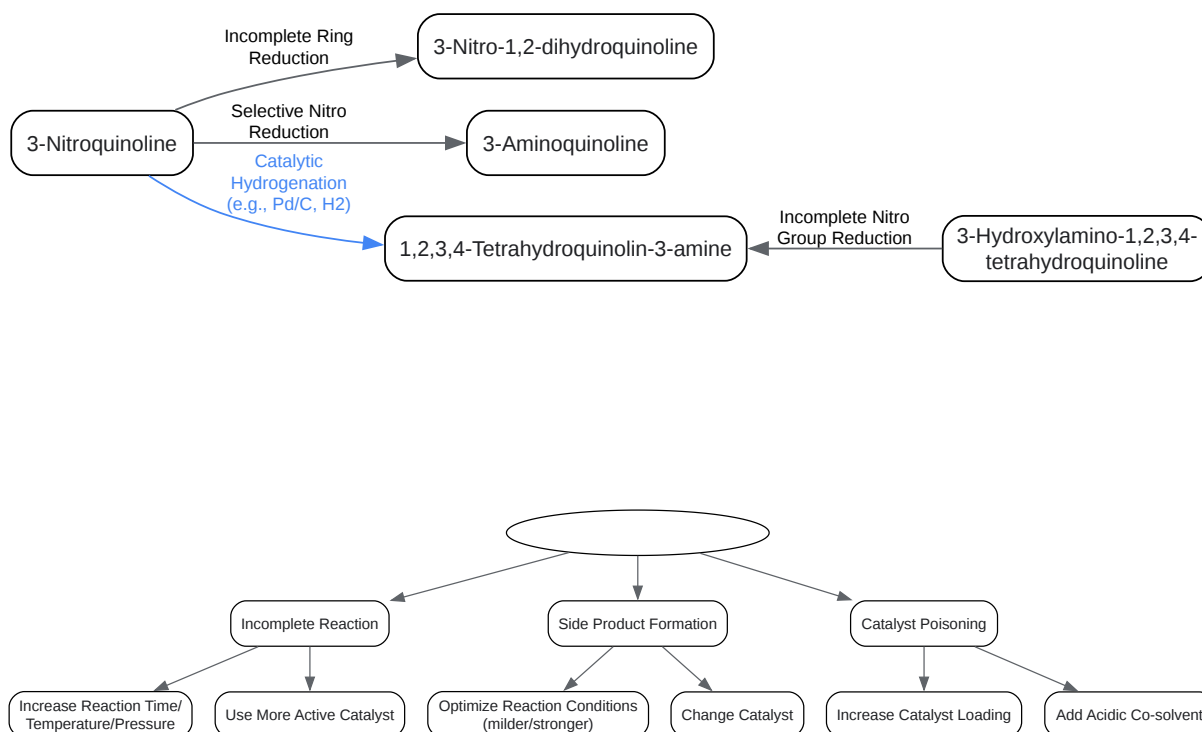 Incomplete Ring
Reduction
3-Nitro-1,2-dihydroquinoline
3-Nitroquinoline
Selective Nitro
Reduction
3-Aminoquinoline
Catalytic
Hydrogenation
(e.g., Pd/C, H2)
1,2,3,4-Tetrahydroquinolin-3-amine
Incomplete Nitro
Group Reduction
3-Hydroxylamino-1,2,3,4-
tetrahydroquinoline
Incomplete Reaction
Side Product Formation
Catalyst Poisoning
Increase Reaction Time/
Temperature/Pressure
Use More Active Catalyst
Optimize Reaction Conditions
(milder/stronger)
Change Catalyst
Increase Catalyst Loading
Add Acidic Co-solvent